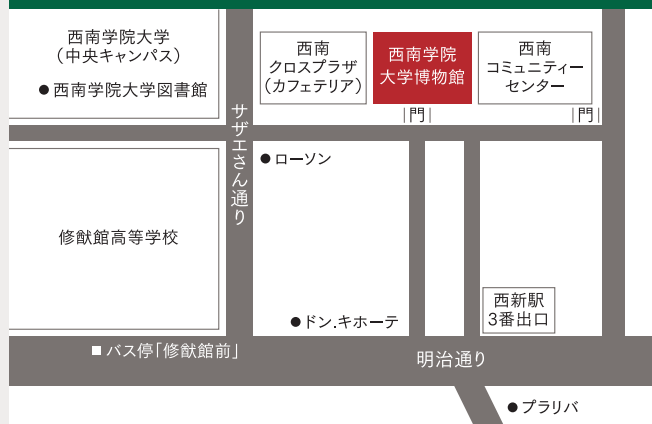 西南学院大学
（中央キャンパス）
●西南学院大学図書館
西南
クロスプラザ
（カフェテリア）
西南学院
大学博物館
西南
コミュニティー
センター
|門|
|門|
サザエさん通り
●ローソン
修猷館高等学校
●ドン.キホーテ
西新駅
3番出口
■バス停「修猷館前」
明治通り
●プラリバ